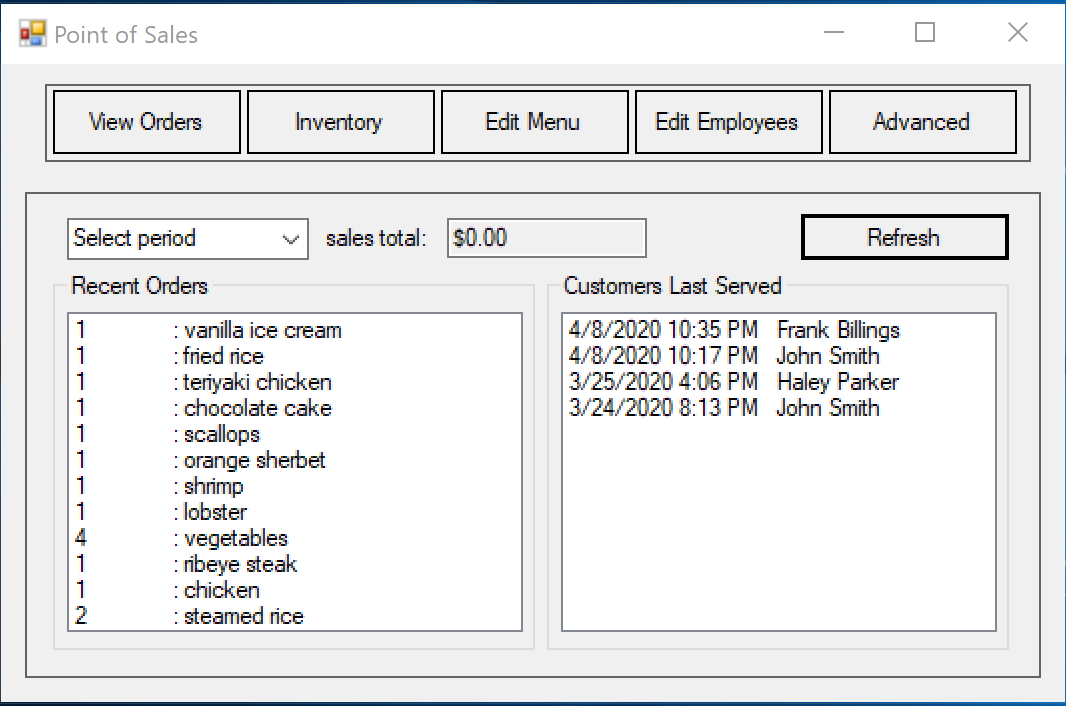 Point of Sales
View Orders Inventory Edit Menu Edit Employees Advanced
Select period sales total: $0.00 Refresh
Recent Orders
1 : vanilla ice cream
1 : fried rice
1 : teriyaki chicken
1 : chocolate cake
1 : scallops
1 : orange sherbet
1 : shrimp
1 : lobster
4 : vegetables
1 : ribeye steak
1 : chicken
2 : steamed rice
Customers Last Served
4/8/2020 10:35 PM Frank Billings
4/8/2020 10:17 PM John Smith
3/25/2020 4:06 PM Haley Parker
3/24/2020 8:13 PM John Smith